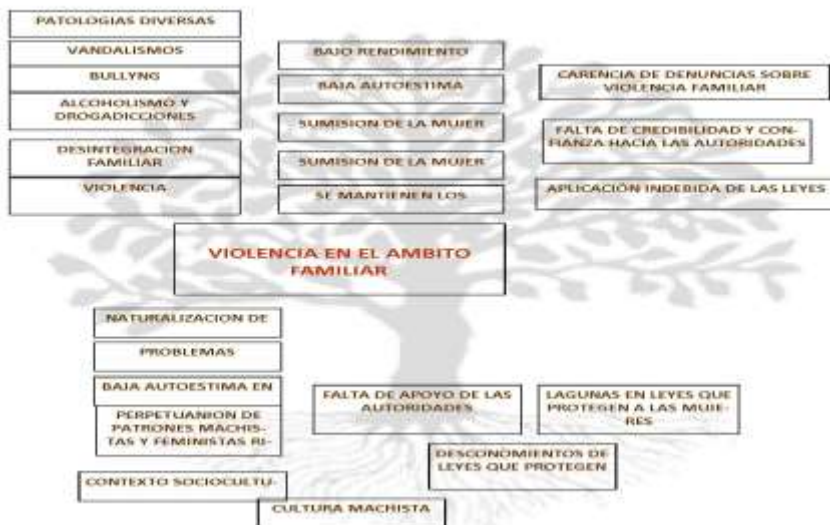 PATOLOGIAS DIVERSAS
VANDALISMOS
BULLYNG
ALCOHOLISMO Y
DROGADICCIONES
DESINTEGRACION
FAMILIAR
VIOLENCIA
BAJO RENDIMIENTO
BAJA AUTOESTIMA
SUMISION DE LA MUJER
SUMISION DE LA MUJER
SE MANTIENEN LOS
CARENCIA DE DENUNCIAS SOBRE
VIOLENCIA FAMILIAR
FALTA DE CREDIBILIDAD Y CON-
FIANZA HACIA LAS AUTORIDADES
APLICACIÓN INDEBIDA DE LAS LEYES
VIOLENCIA EN EL AMBITO
FAMILIAR
NATURALIZACION DE
PROBLEMAS
BAJA AUTOESTIMA EN
PERPETUANION DE
PATRONES MACHIS-
TAS Y FEMINISTAS RI-
CONTEXTO SOCIOCULTU-
FALTA DE APOYO DE LAS
AUTORIDADES
LAGUNAS EN LEYES QUE
PROTEGEN A LAS MUJE-
RES
DESCONOMIENTOS DE
LEYES QUE PROTEGEN
CULTURA MACHISTA